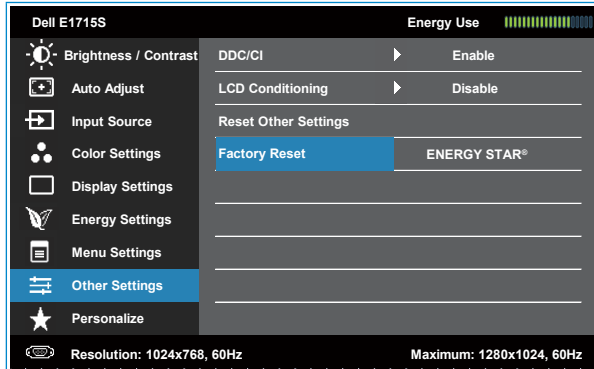 Dell E1715S Energy Use
Brightness / Contrast DDC/CI Enable
Auto Adjust LCD Conditioning Disable
Input Source Reset Other Settings
Color Settings Factory Reset ENERGY STAR®
Display Settings
Energy Settings
Menu Settings
Other Settings
Personalize
Resolution: 1024x768, 60Hz Maximum: 1280x1024, 60Hz